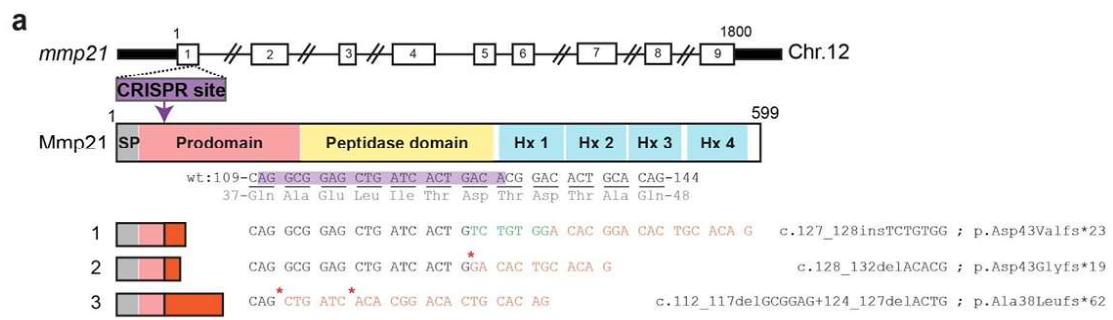 a
1 1800
mmp21 1 2 3 4 5 6 7 8 9 Chr.12
CRISPR site
1 599
Mmp21 SP Prodomain Peptidase domain Hx 1 Hx 2 Hx 3 Hx 4
wt:109-CAG GCG GAG CTG ATC ACT GACA CG GAC ACT GCA CAG-144
37-Gln Ala Glu Leu Ile Thr Asp Thr Asp Thr Ala Gln-48
1 CAG GCG GAG CTG ATC ACT GTC TGT GGA CAC GGA CAC TGC ACA G c.127_128insTCTGTGG ; p.Asp43Valfs*23
*
2 CAG GCG GAG CTG ATC ACT GGA CAC TGC ACA G c.128_132delACACG ; p.Asp43Glyfs*19
* *
3 CAG CTG ATC ACA CGG ACA CTG CAC AG c.112_117delGCGGAG+124_127delACTG ; p.Ala38Leufs*62